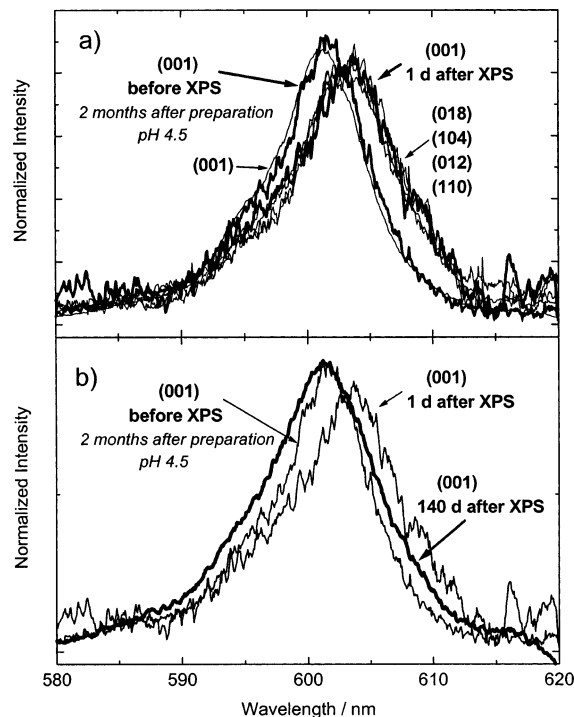 a)
(001)
before XPS
2 months after preparation
pH 4.5
(001)
(001)
1 d after XPS
(018)
(104)
(012)
(110)
Normalized Intensity
b)
(001)
before XPS
2 months after preparation
pH 4.5
(001)
1 d after XPS
(001)
140 d after XPS
Normalized Intensity
580 590 600 610 620
Wavelength / nm